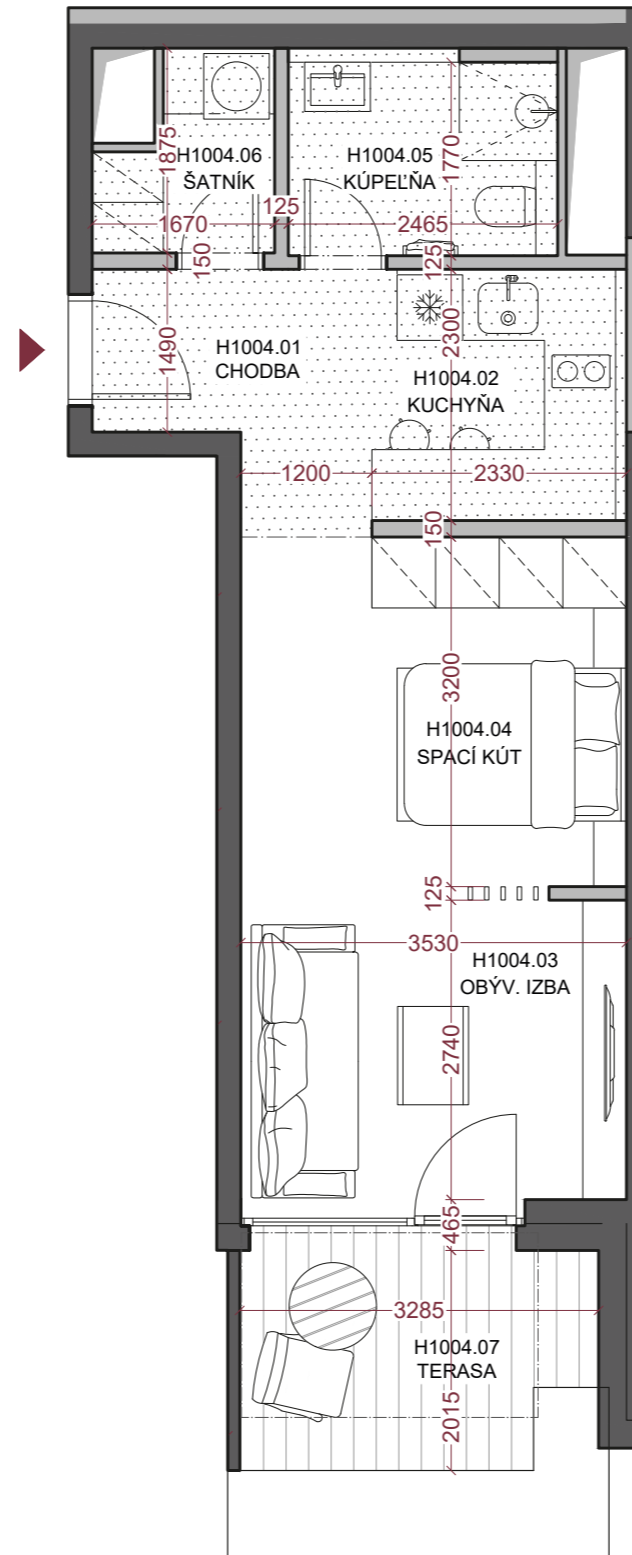 1875
H1004.06
ŠATNÍK
H1004.05
KÚPEĽŇA
1770
1670
125
2465
150
125
1490
H1004.01
CHODBA
2300
H1004.02
KUCHYŇA
1200
2330
150
3200
H1004.04
SPACÍ KÚT
125
3530
H1004.03
OBÝV. IZBA
2740
465
3285
H1004.07
TERASA
2015